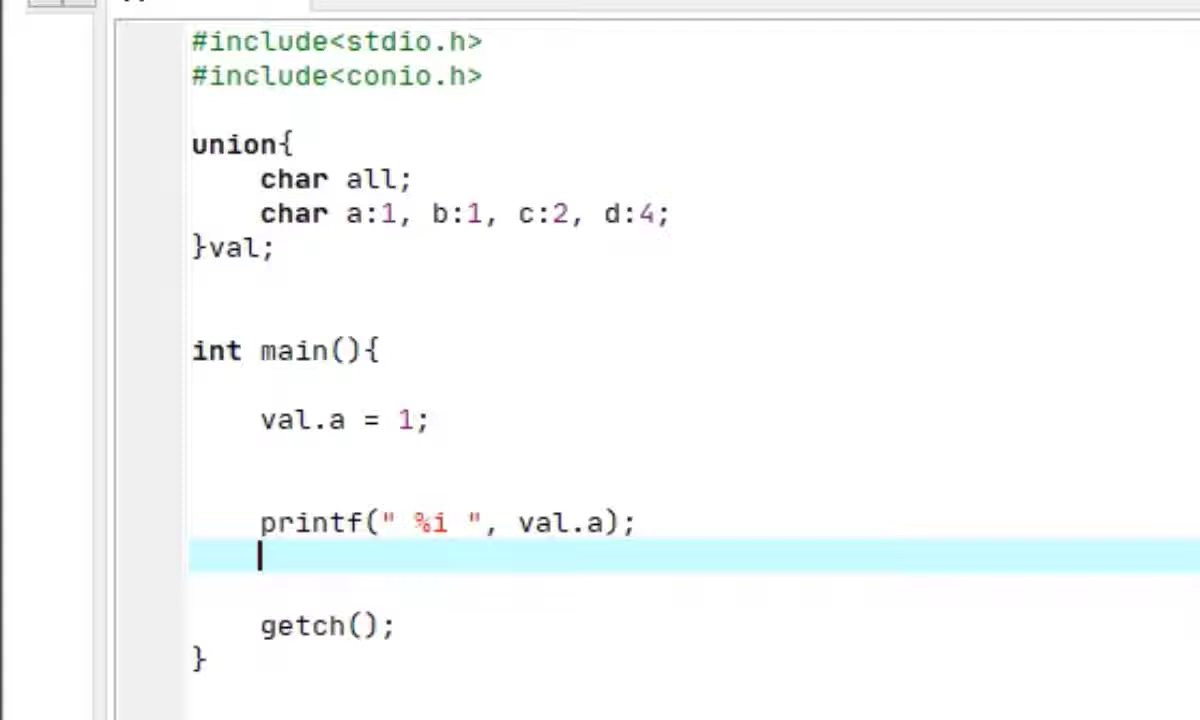 #include<stdio.h>
#include<conio.h>
union{
char all;
char a:1, b:1, c:2, d:4;
}val;
int main(){
val.a = 1;
printf(" %i ", val.a);
getch();
}